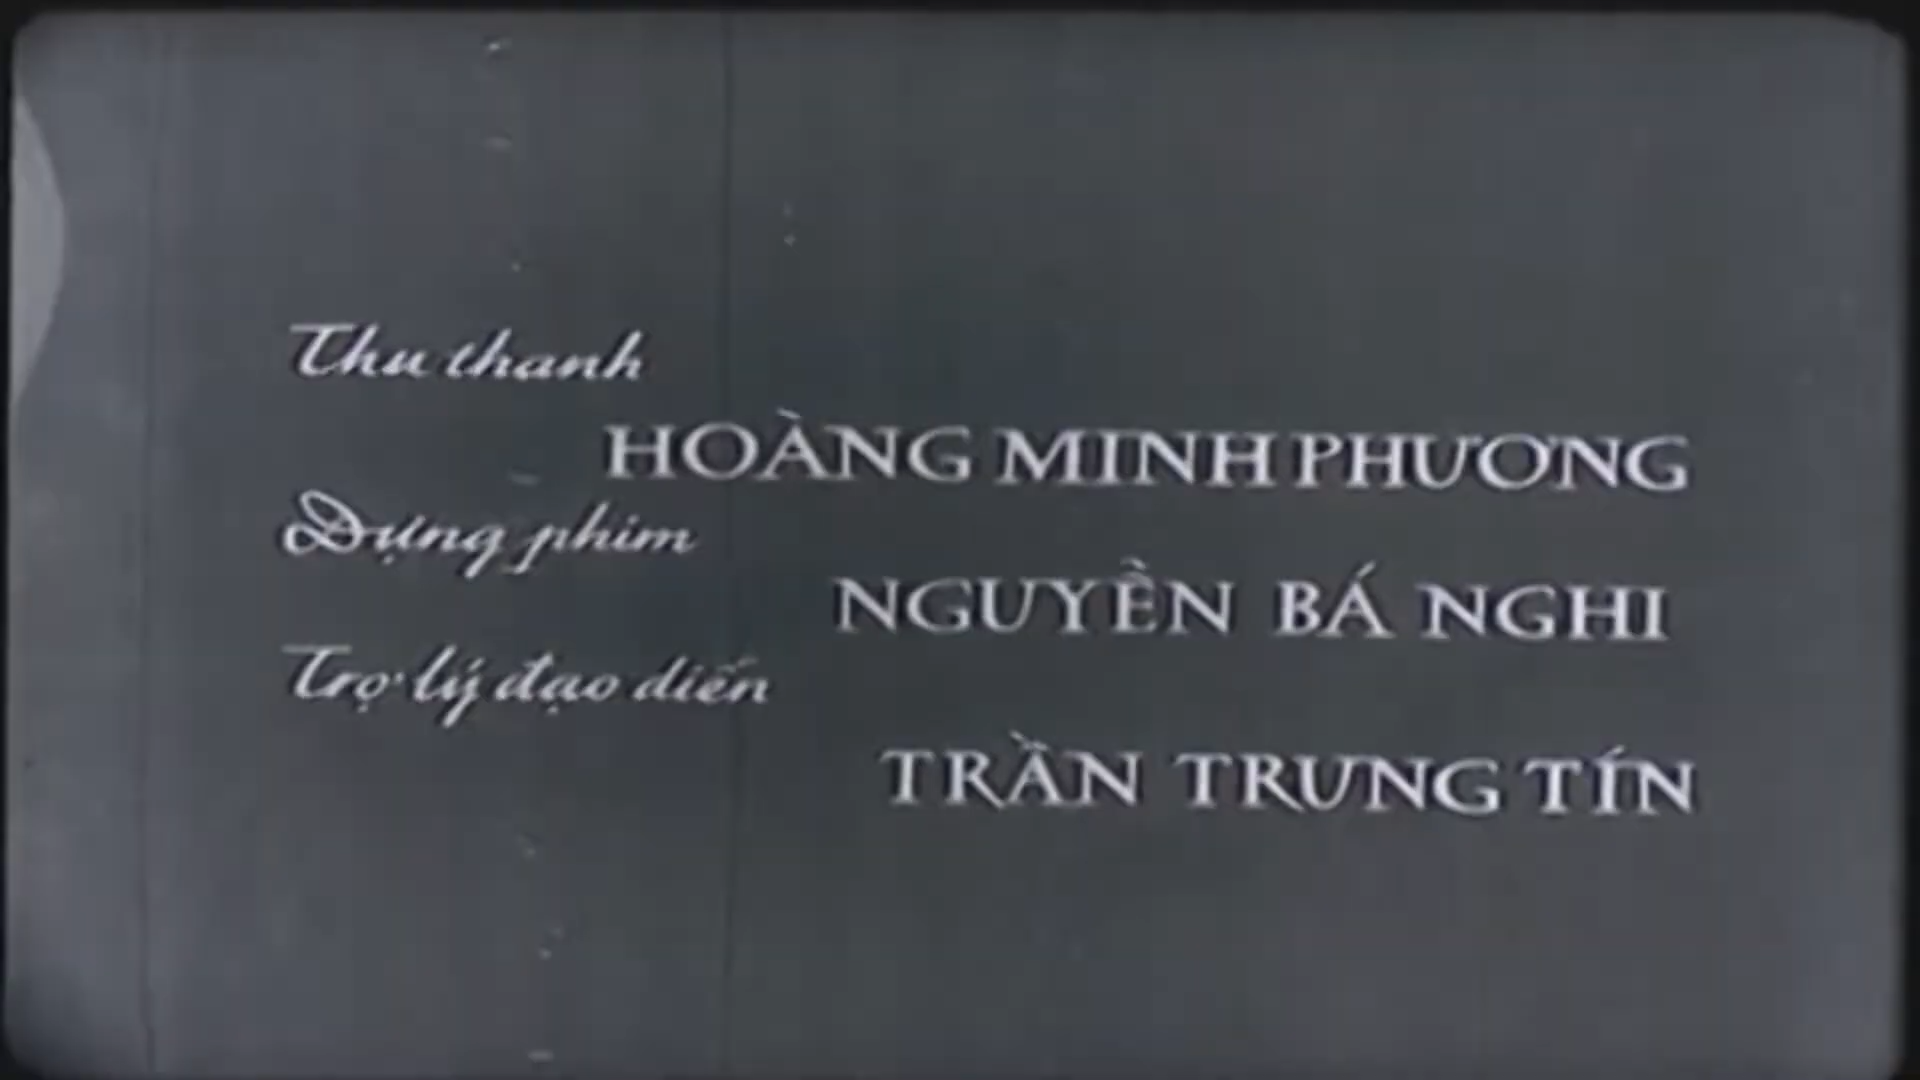 Thu thanh
HOÀNG MINH PHƯƠNG
Dựng phim
NGUYỄN BÁ NGHI
Trợ lý đạo diễn
TRẦN TRUNG TÍN